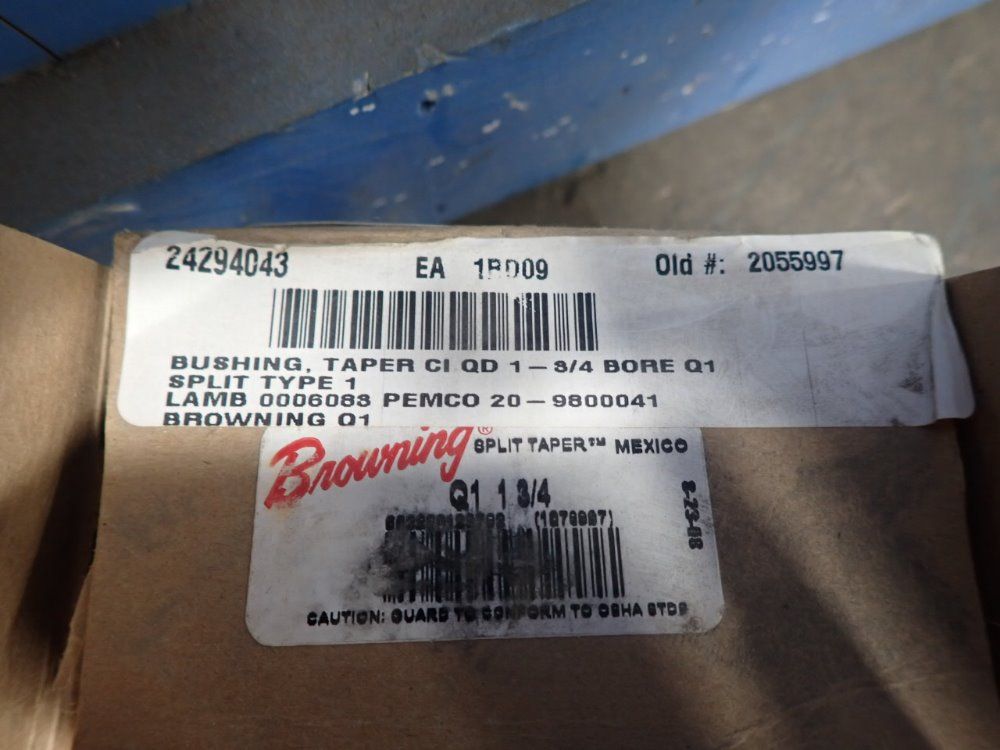 24294043 EA 1BD09 Old #: 2055997
BUSHING, TAPER CI QD 1-3/4 BORE Q1
SPLIT TYPE 1
LAMB 0006083 PEMCO 20-9800041
BROWNING Q1
Browning® SPLIT TAPER™ MEXICO
Q1 1 3/4
CAUTION: GUARD TO CONFORM TO OSHA STDS